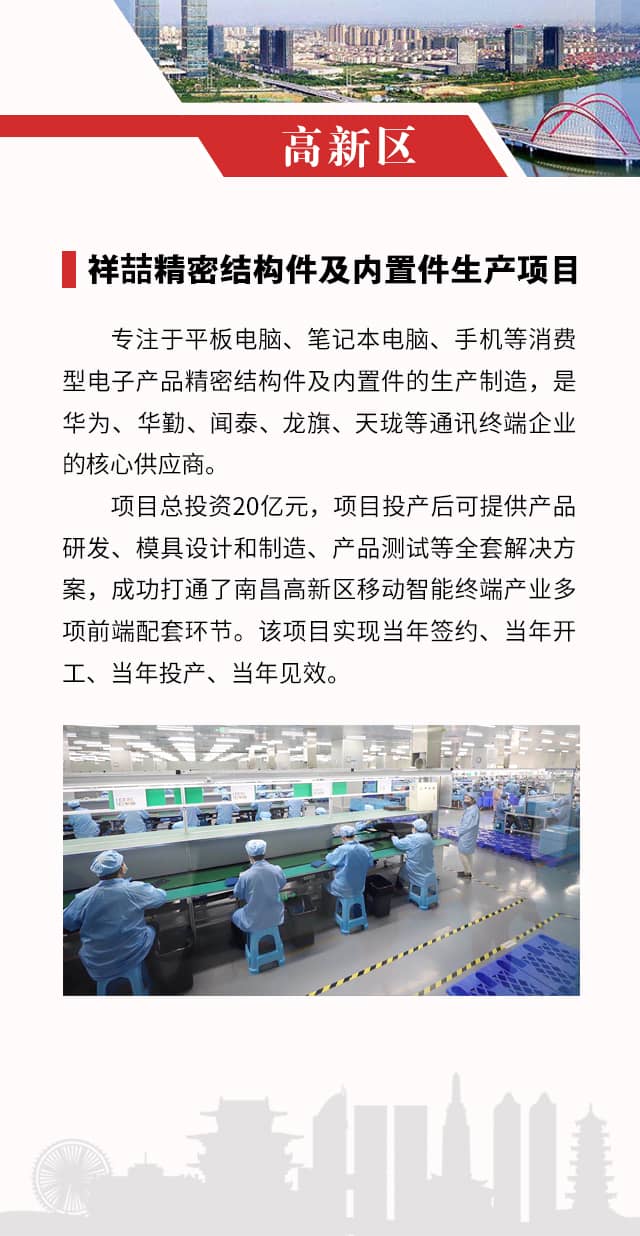 高新区
祥喆精密结构件及内置件生产项目
专注于平板电脑、笔记本电脑、手机等消费
型电子产品精密结构件及内置件的生产制造，是
华为、华勤、闻泰、龙旗、天珑等通讯终端企业
的核心供应商。
项目总投资20亿元，项目投产后可提供产品
研发、模具设计和制造、产品测试等全套解决方
案，成功打通了南昌高新区移动智能终端产业多
项前端配套环节。该项目实现当年签约、当年开
工、当年投产、当年见效。